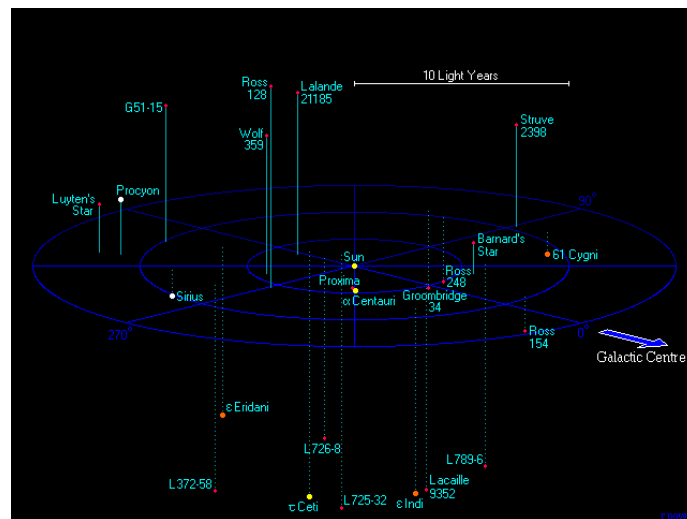 10 Light Years
Ross
128
Lalande
21185
G51-15
Struve
2398
Wolf
359
Procyon
Luyten's
Star
90°
Barnard's
Star
61 Cygni
Sun
Proxima
Ross
248
α Centauri
Groombridge
34
Sirius
270°
0°
Ross
154
Galactic Centre
ε Eridani
L726-8
L789-6
L372-58
Lacaille
9352
L725-32
τ Ceti
ε Indi